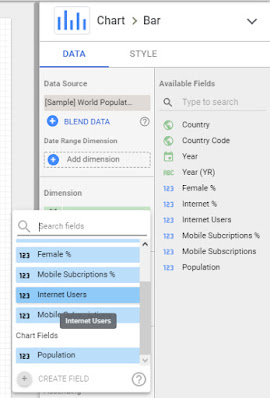 Chart > Bar
DATA
STYLE
Data Source
[Sample] World Populat...
BLEND DATA
Date Range Dimension
Add dimension
Dimension
Search fields
123 Female %
123 Mobile Subcriptions %
123 Internet Users
123
Internet Users
Chart Fields
123 Population
CREATE FIELD
Available Fields
Type to search
Country
Country Code
Year
ABC Year (YR)
123 Female %
123 Internet %
123 Internet Users
123 Mobile Subcriptions %
123 Mobile Subscriptions
123 Population